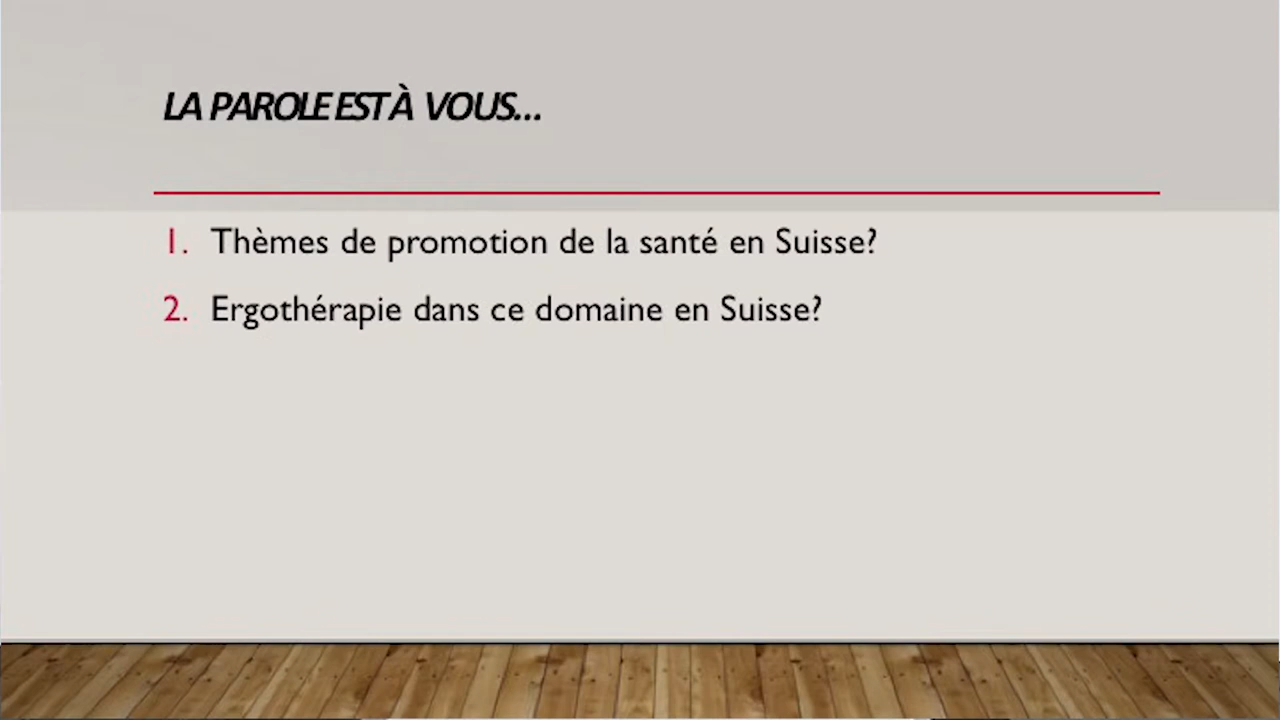 LA PAROLE EST À VOUS...
1. Thèmes de promotion de la santé en Suisse?
2. Ergothérapie dans ce domaine en Suisse?